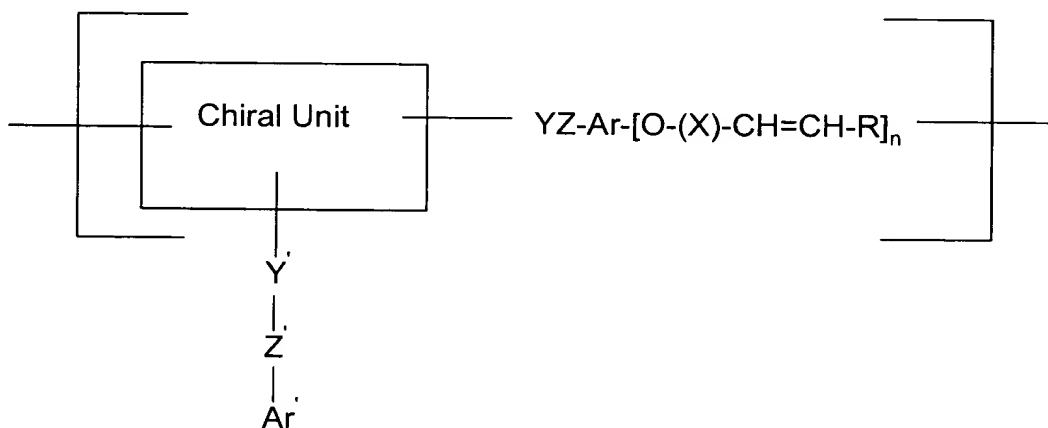 Chiral Unit
YZ-Ar-[O-(X)-CH=CH-R]n
Y'
Z'
Ar'